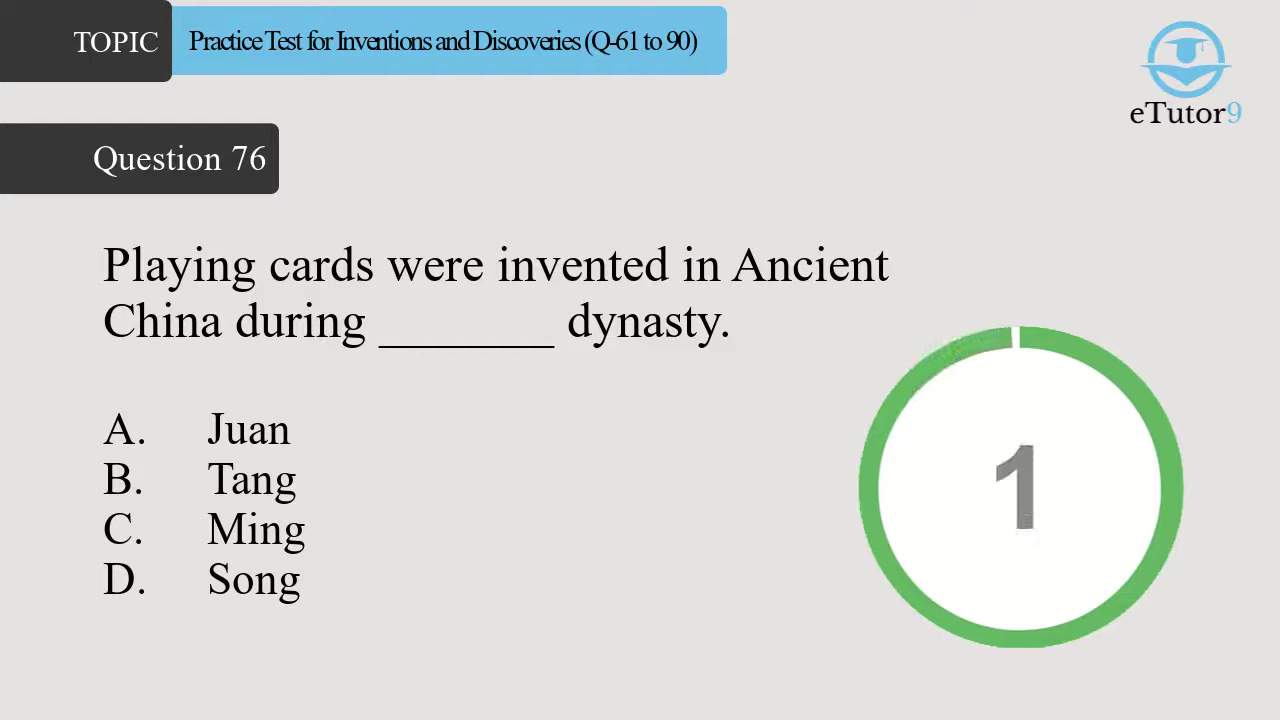 TOPIC
Practice Test for Inventions and Discoveries (Q-61 to 90)
eTutor9
Question 76
Playing cards were invented in Ancient
China during _______ dynasty.
A. Juan
B. Tang
C. Ming
D. Song
1